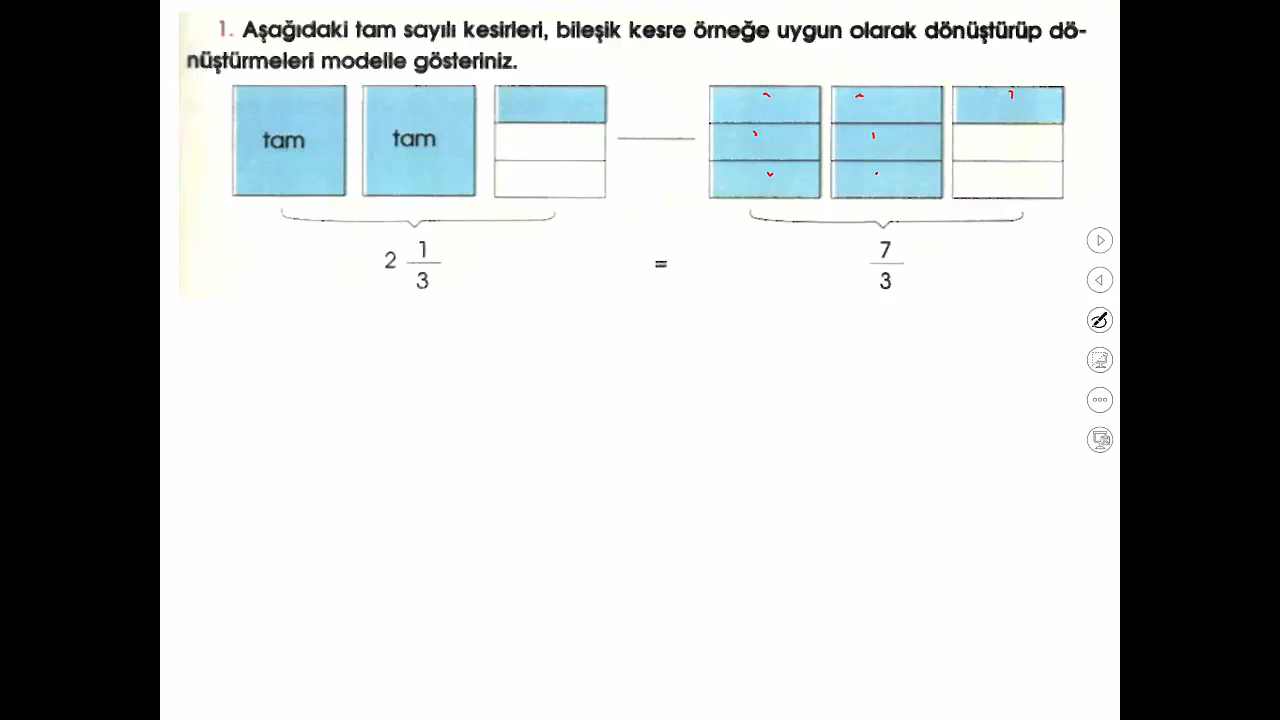 1. Aşağıdaki tam sayılı kesirleri, bileşik kesre örneğe uygun olarak dönüştürüp dö-
nüştürmeleri modelle gösteriniz.
tam tam
2 1/3 = 7/3